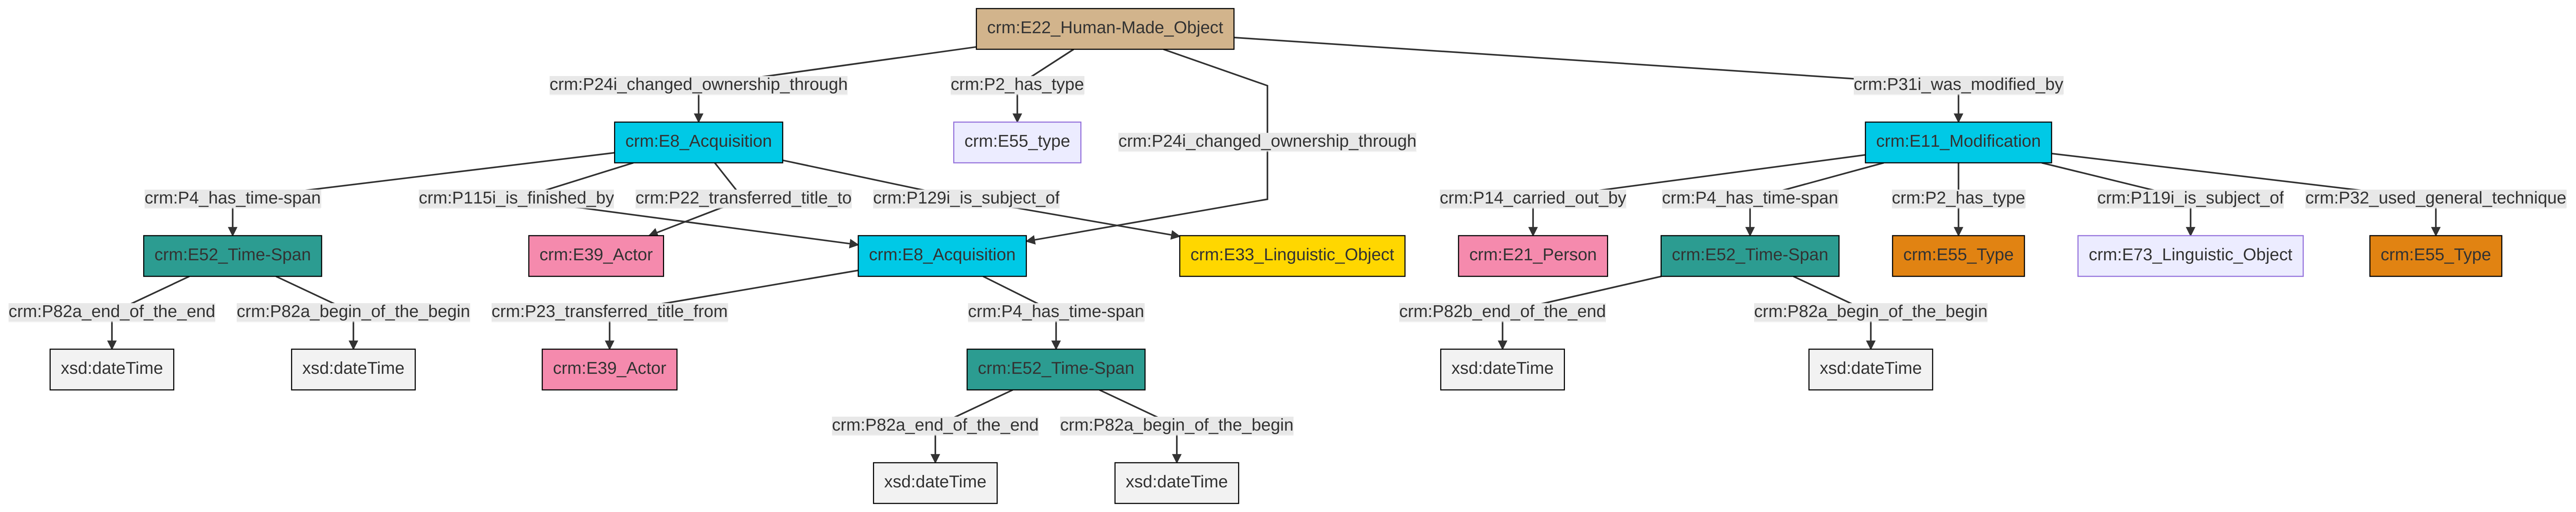 crm:E22_Human-Made_Object
crm:P24i_changed_ownership_through
crm:P2_has_type
crm:P31i_was_modified_by
crm:E8_Acquisition
crm:E55_type
crm:P24i_changed_ownership_through
crm:E11_Modification
crm:P4_has_time-span
crm:P115i_is_finished_by
crm:P22_transferred_title_to
crm:P129i_is_subject_of
crm:P14_carried_out_by
crm:P4_has_time-span
crm:P2_has_type
crm:P119i_is_subject_of
crm:P32_used_general_technique
crm:E52_Time-Span
crm:E39_Actor
crm:E8_Acquisition
crm:E33_Linguistic_Object
crm:E21_Person
crm:E52_Time-Span
crm:E55_Type
crm:E73_Linguistic_Object
crm:E55_Type
crm:P82a_end_of_the_end
crm:P82a_begin_of_the_begin
crm:P23_transferred_title_from
crm:P4_has_time-span
crm:P82b_end_of_the_end
crm:P82a_begin_of_the_begin
xsd:dateTime
xsd:dateTime
crm:E39_Actor
crm:E52_Time-Span
xsd:dateTime
xsd:dateTime
crm:P82a_end_of_the_end
crm:P82a_begin_of_the_begin
xsd:dateTime
xsd:dateTime